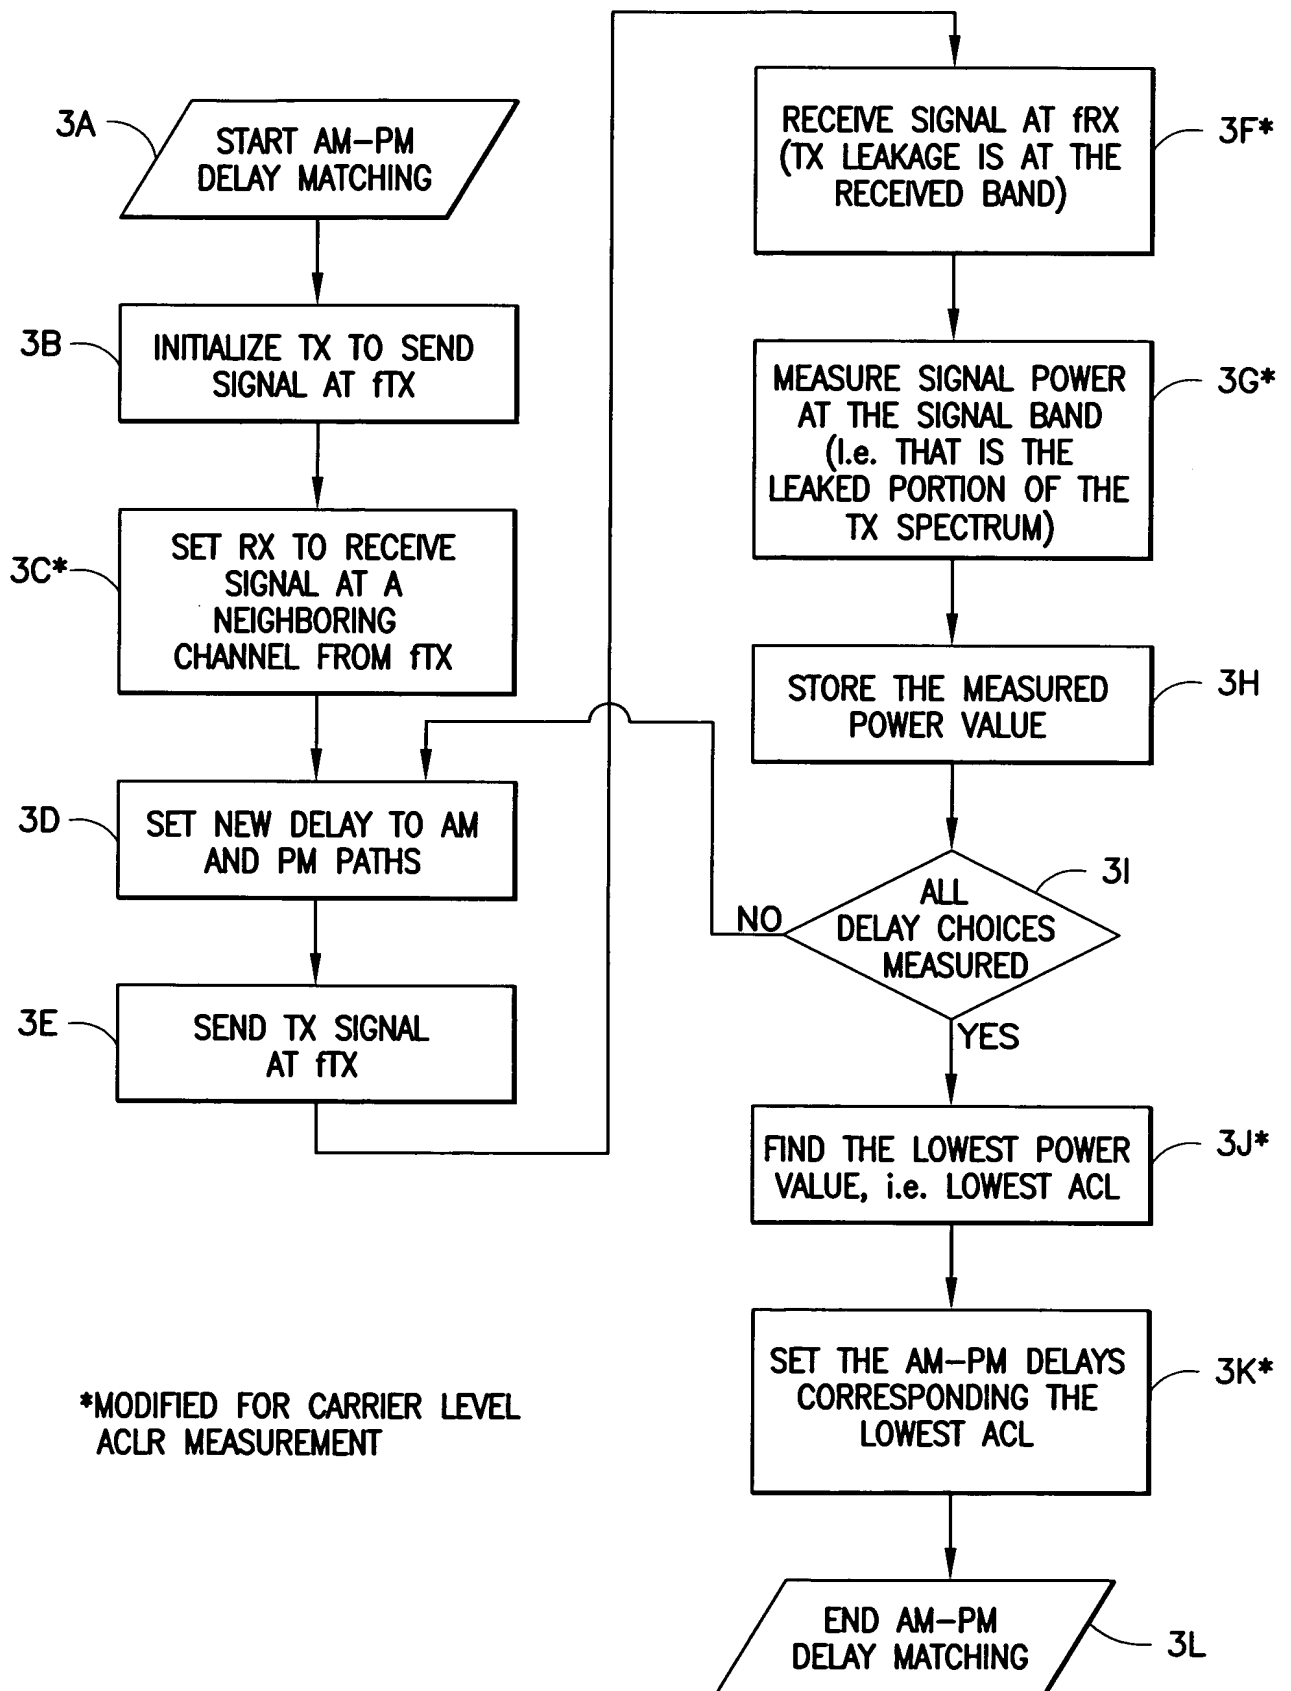 3A
START AM-PM
DELAY MATCHING
3B
INITIALIZE TX TO SEND
SIGNAL AT fTX
3C*
SET RX TO RECEIVE
SIGNAL AT A
NEIGHBORING
CHANNEL FROM fTX
3D
SET NEW DELAY TO AM
AND PM PATHS
3E
SEND TX SIGNAL
AT fTX
RECEIVE SIGNAL AT fRX
(TX LEAKAGE IS AT THE
RECEIVED BAND)
3F*
MEASURE SIGNAL POWER
AT THE SIGNAL BAND
(I.e. THAT IS THE
LEAKED PORTION OF THE
TX SPECTRUM)
3G*
STORE THE MEASURED
POWER VALUE
3H
ALL
DELAY CHOICES
MEASURED
3I
NO
YES
FIND THE LOWEST POWER
VALUE, i.e. LOWEST ACL
3J*
SET THE AM-PM DELAYS
CORRESPONDING THE
LOWEST ACL
3K*
END AM-PM
DELAY MATCHING
3L
*MODIFIED FOR CARRIER LEVEL
ACLR MEASUREMENT